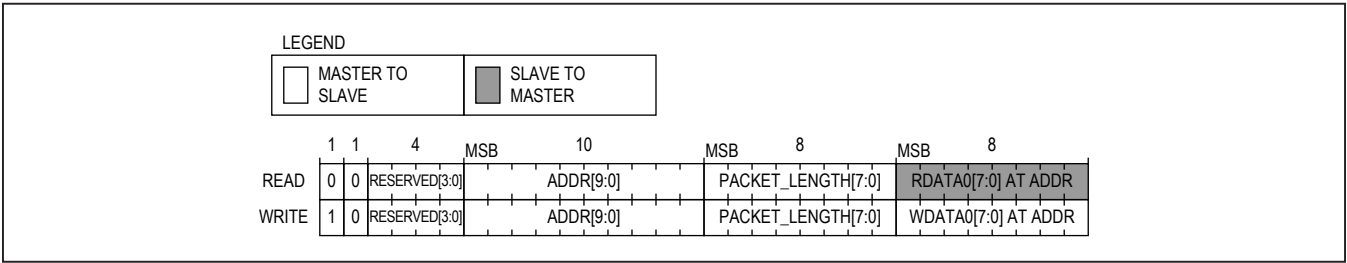 LEGEND
MASTER TO SLAVE
SLAVE TO MASTER
1 1 4 MSB 10 MSB 8 MSB 8
READ 0 0 RESERVED[3:0] ADDR[9:0] PACKET_LENGTH[7:0] RDATA0[7:0] AT ADDR
WRITE 1 0 RESERVED[3:0] ADDR[9:0] PACKET_LENGTH[7:0] WDATA0[7:0] AT ADDR